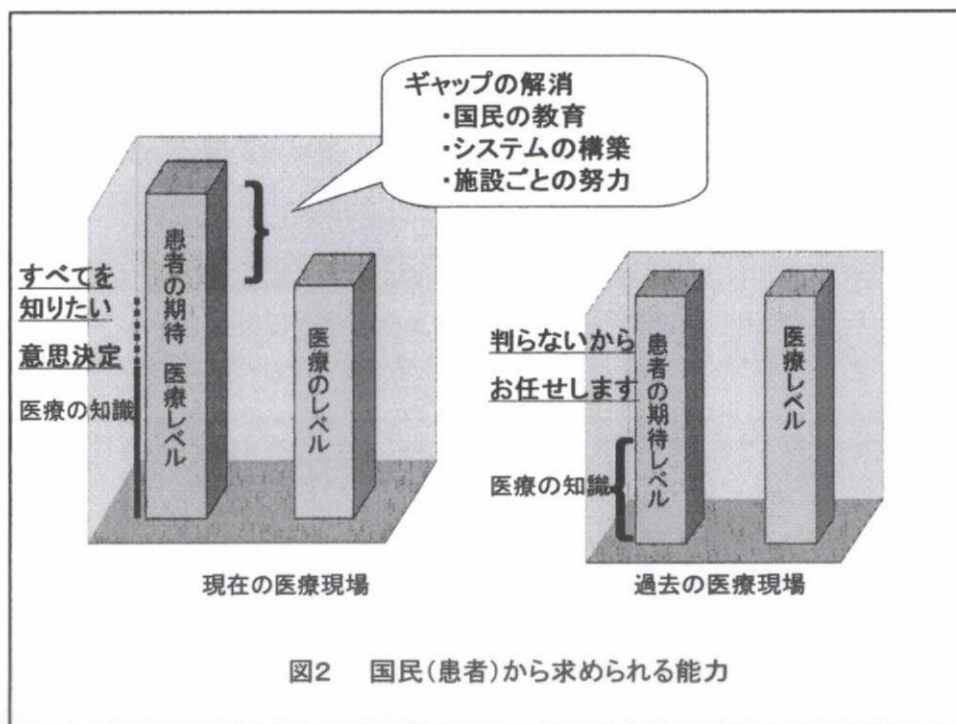 ギャップの解消
・国民の教育
・システムの構築
・施設ごとの努力
すべてを
知りたい
意思決定
医療の知識
患者の期待 医療レベル
医療のレベル
現在の医療現場
判らないから
お任せします
医療の知識
患者の期待レベル
医療レベル
過去の医療現場
図2 国民(患者)から求められる能力